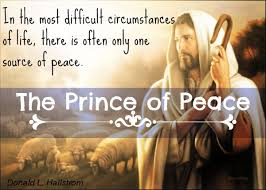 In the most difficult circumstances
of life, there is often only one
source of peace.
The Prince of Peace
Donald L. Hallstrom